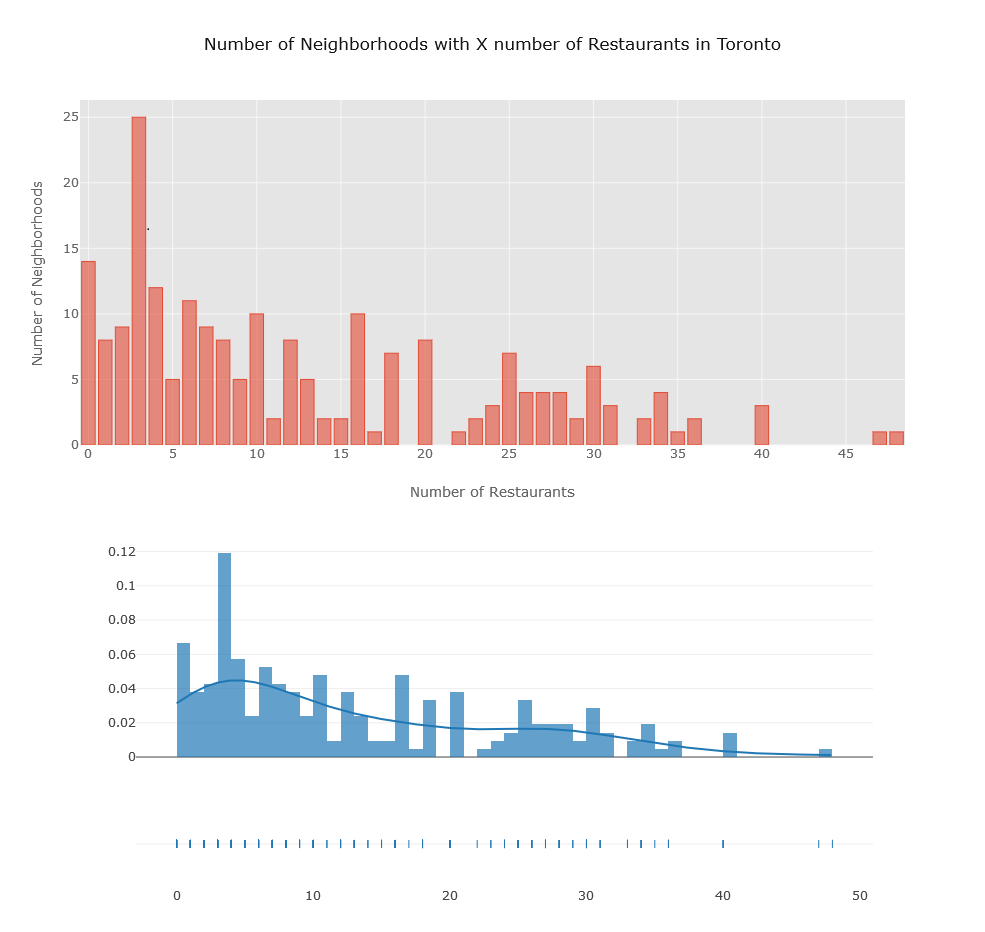 Number of Neighborhoods with X number of Restaurants in Toronto
25
20
15
10
5
0
Number of Neighborhoods
0 5 10 15 20 25 30 35 40 45
Number of Restaurants
0.12
0.1
0.08
0.06
0.04
0.02
0
0 10 20 30 40 50